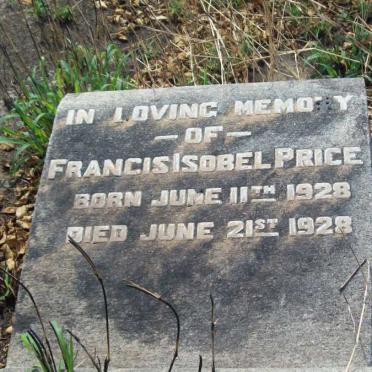 IN LOVING MEMORY
— OF —
FRANCIS ISOBEL PRICE
BORN JUNE 11TH 1928
DIED JUNE 21ST 1928